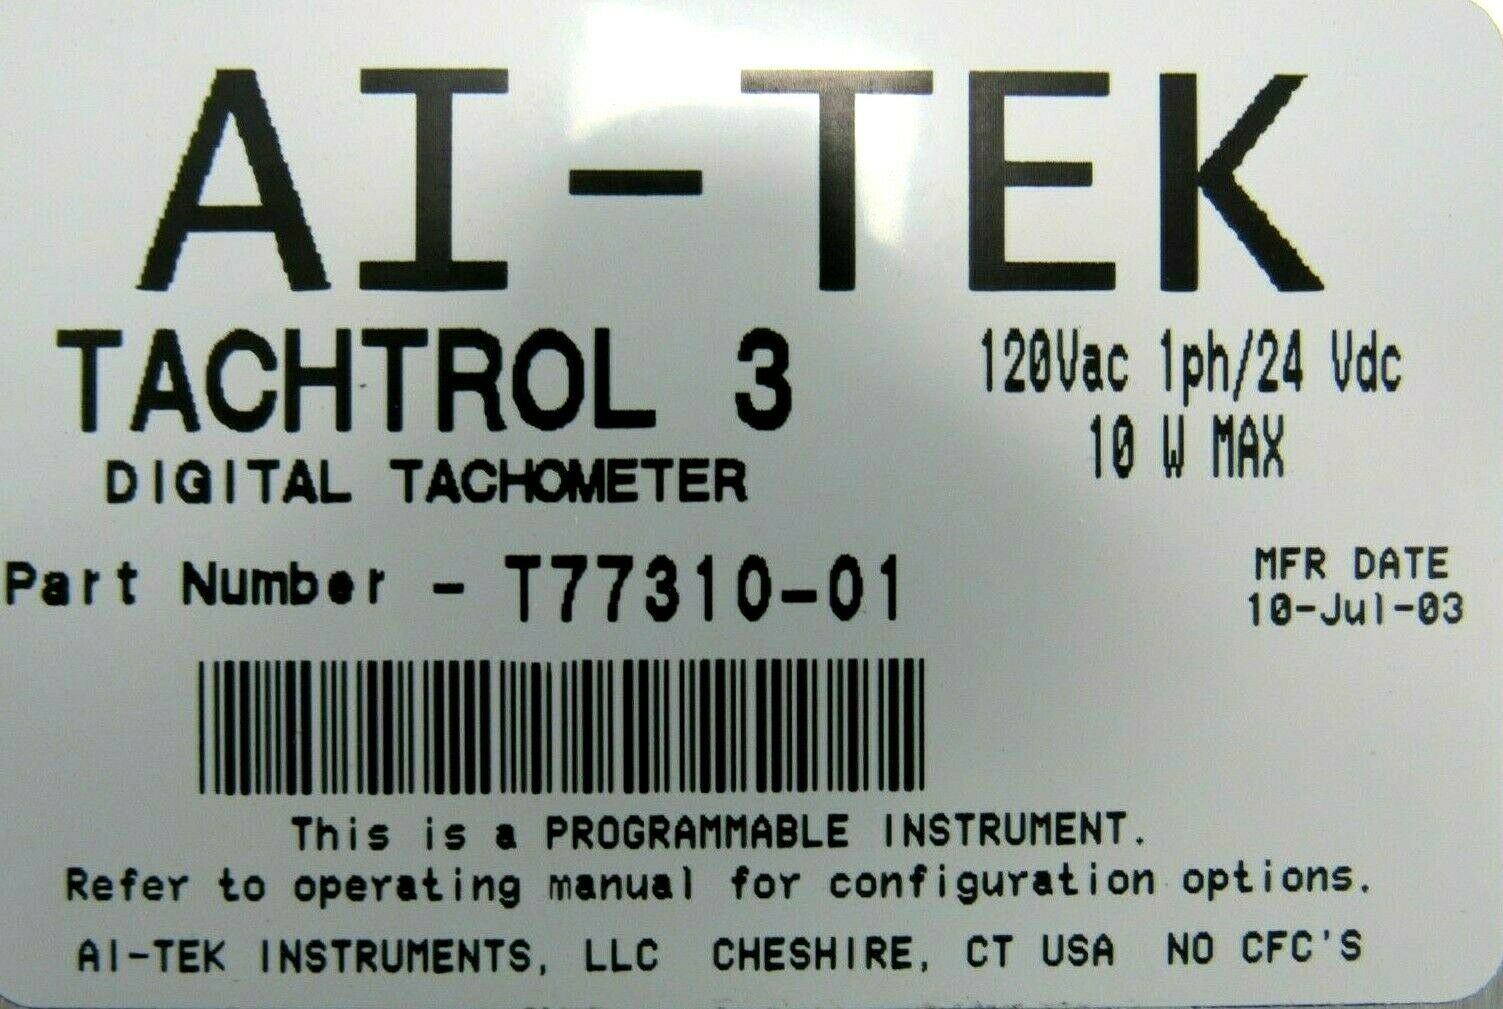 AI-TEK
TACHTROL 3
120Vac 1ph/24 Vdc
10 W MAX
DIGITAL TACHOMETER
Part Number - T77310-01
MFR DATE
10-Jul-03
This is a PROGRAMMABLE INSTRUMENT.
Refer to operating manual for configuration options.
AI-TEK INSTRUMENTS, LLC CHESHIRE, CT USA NO CFC'S